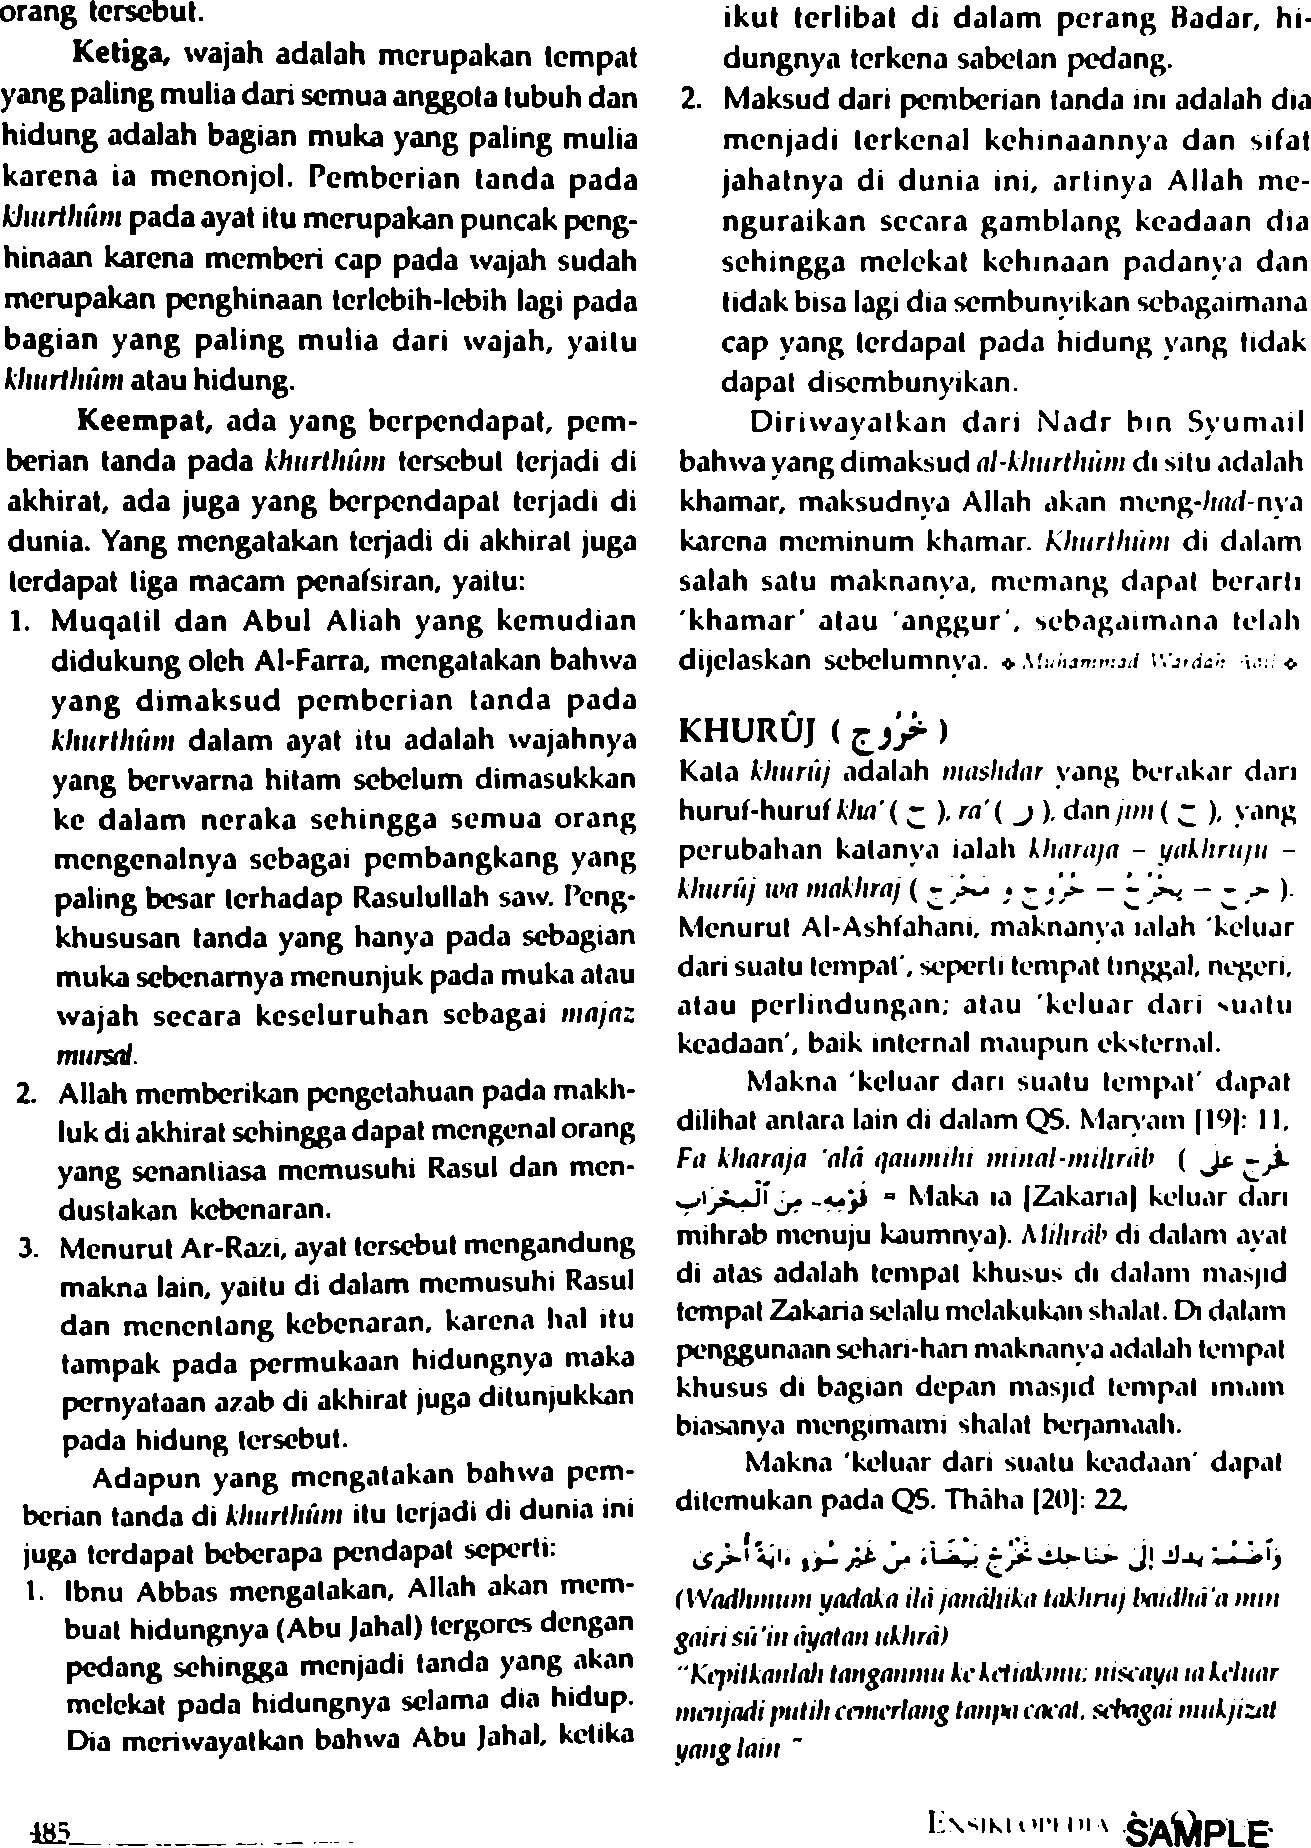 orang tersebut.
Ketiga, wajah adalah merupakan tempat
yang paling mulia dari semua anggota tubuh dan
hidung adalah bagian muka yang paling mulia
karena ia menonjol. Pemberian tanda pada
khurthûm pada ayat itu merupakan puncak peng-
hinaan karena memberi cap pada wajah sudah
merupakan penghinaan terlebih-lebih lagi pada
bagian yang paling mulia dari wajah, yaitu
khurthûm atau hidung.
Keempat, ada yang berpendapat, pem-
berian tanda pada khurthûm tersebut terjadi di
akhirat, ada juga yang berpendapat terjadi di
dunia. Yang mengatakan terjadi di akhirat juga
terdapat tiga macam penafsiran, yaitu:
1. Muqatil dan Abul Aliah yang kemudian
didukung oleh Al-Farra, mengatakan bahwa
yang dimaksud pemberian tanda pada
khurthûm dalam ayat itu adalah wajahnya
yang berwarna hitam sebelum dimasukkan
ke dalam neraka sehingga semua orang
mengenalnya sebagai pembangkang yang
paling besar terhadap Rasulullah saw. Peng-
khususan tanda yang hanya pada sebagian
muka sebenarnya menunjuk pada muka atau
wajah secara keseluruhan sebagai majaz
mursal.
2. Allah memberikan pengetahuan pada makh-
luk di akhirat sehingga dapat mengenal orang
yang senantiasa memusuhi Rasul dan men-
dustakan kebenaran.
3. Menurut Ar-Razi, ayat tersebut mengandung
makna lain, yaitu di dalam memusuhi Rasul
dan menentang kebenaran, karena hal itu
tampak pada permukaan hidungnya maka
pernyataan azab di akhirat juga ditunjukkan
pada hidung tersebut.
Adapun yang mengatakan bahwa pem-
berian tanda di khurthûm itu terjadi di dunia ini
juga terdapat beberapa pendapat seperti:
1. Ibnu Abbas mengatakan, Allah akan mem-
buat hidungnya (Abu Jahal) tergores dengan
pedang sehingga menjadi tanda yang akan
melekat pada hidungnya selama dia hidup.
Dia meriwayatkan bahwa Abu Jahal, ketika
ikut terlibat di dalam perang Badar, hi-
dungnya terkena sabetan pedang.
2. Maksud dari pemberian tanda ini adalah dia
menjadi terkenal kehinaannya dan sifat
jahatnya di dunia ini, artinya Allah me-
nguraikan secara gamblang keadaan dia
sehingga melekat kehinaan padanya dan
tidak bisa lagi dia sembunyikan sebagaimana
cap yang terdapat pada hidung yang tidak
dapat disembunyikan.
Diriwayatkan dari Nadr bin Syumail
bahwa yang dimaksud al-khurthûm di situ adalah
khamar, maksudnya Allah akan meng-had-nya
karena meminum khamar. Khurthûm di dalam
salah satu maknanya, memang dapat berarti
'khamar' atau 'anggur', sebagaimana telah
dijelaskan sebelumnya. ❖ Muhammad Wardah ❖
KHURÛJ ( خُرُوج )
Kata khurûj adalah mashdar yang berakar dari
huruf-huruf kha' ( خ ), ra' ( ر ), dan jim ( ج ), yang
perubahan katanya ialah kharaja – yakhruju –
khurûj wa makhraj ( خرج – يخرج – خروج و مخرج ).
Menurut Al-Ashfahani, maknanya ialah 'keluar
dari suatu tempat', seperti tempat tinggal, negeri,
atau perlindungan; atau 'keluar dari suatu
keadaan', baik internal maupun eksternal.
Makna 'keluar dari suatu tempat' dapat
dilihat antara lain di dalam QS. Maryam [19]: 11,
Fa kharaja 'alâ qaumihi minal-mihrâb ( فخرج على
قومه من المحراب = Maka ia [Zakaria] keluar dari
mihrab menuju kaumnya). Mihrâb di dalam ayat
di atas adalah tempat khusus di dalam masjid
tempat Zakaria selalu melakukan shalat. Di dalam
penggunaan sehari-hari maknanya adalah tempat
khusus di bagian depan masjid tempat imam
biasanya mengimami shalat berjamaah.
Makna 'keluar dari suatu keadaan' dapat
ditemukan pada QS. Thâha [20]: 22,
وَاضْمُمْ يَدَكَ إِلَى جَنَاحِكَ تَخْرُجْ بَيْضَاءَ مِنْ غَيْرِ سُوءٍ ءَايَةً أُخْرَى
(Wadhmum yadaka ilâ janâhika takhruj baidhâ'a min
gairi sû'in âyatan ukhrâ)
"Kepitkanlah tanganmu ke ketiakmu; niscaya ia keluar
menjadi putih cemerlang tanpa cacat, sebagai mukjizat
yang lain"
485
ENSIKLOPEDIA
SAMPLE